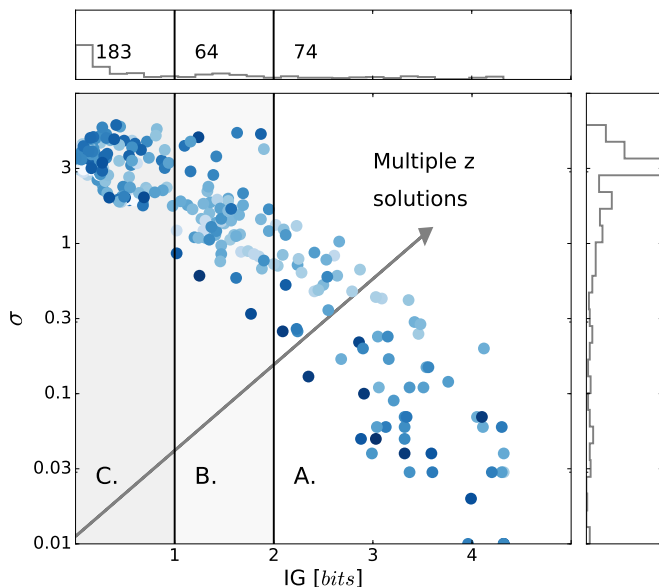 183 64 74
Multiple z
solutions
3
1
0.3
0.1
0.03
0.01
σ
C. B. A.
1 2 3 4
IG [bits]